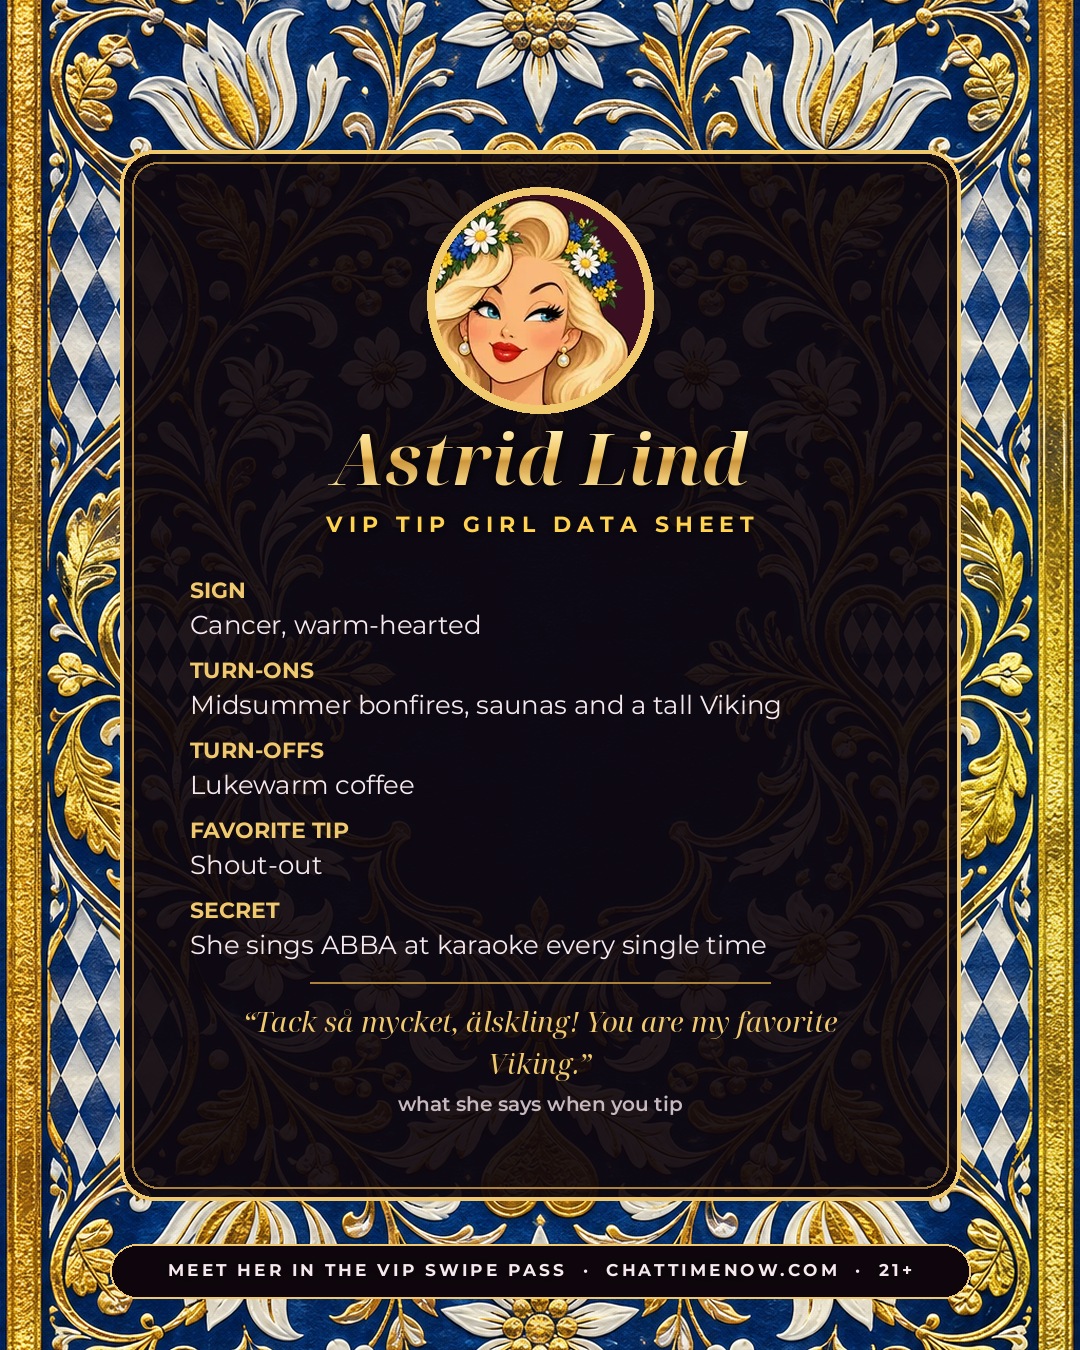 Astrid Lind
VIP TIP GIRL DATA SHEET
SIGN
Cancer, warm-hearted
TURN-ONS
Midsummer bonfires, saunas and a tall Viking
TURN-OFFS
Lukewarm coffee
FAVORITE TIP
Shout-out
SECRET
She sings ABBA at karaoke every single time
“Tack så mycket, älskling! You are my favorite
Viking.”
what she says when you tip
MEET HER IN THE VIP SWIPE PASS · CHATTIMENOW.COM · 21+